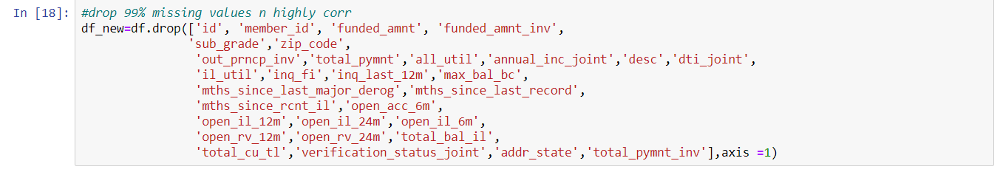 In [18]: #drop 99% missing values n highly corr
df_new=df.drop(['id', 'member_id', 'funded_amnt', 'funded_amnt_inv',
'sub_grade','zip_code',
'out_prncp_inv','total_pymnt','all_util','annual_inc_joint','desc','dti_joint',
'il_util','inq_fi','inq_last_12m','max_bal_bc',
'mths_since_last_major_derog','mths_since_last_record',
'mths_since_rcnt_il','open_acc_6m',
'open_il_12m','open_il_24m','open_il_6m',
'open_rv_12m','open_rv_24m','total_bal_il',
'total_cu_tl','verification_status_joint','addr_state','total_pymnt_inv'],axis =1)